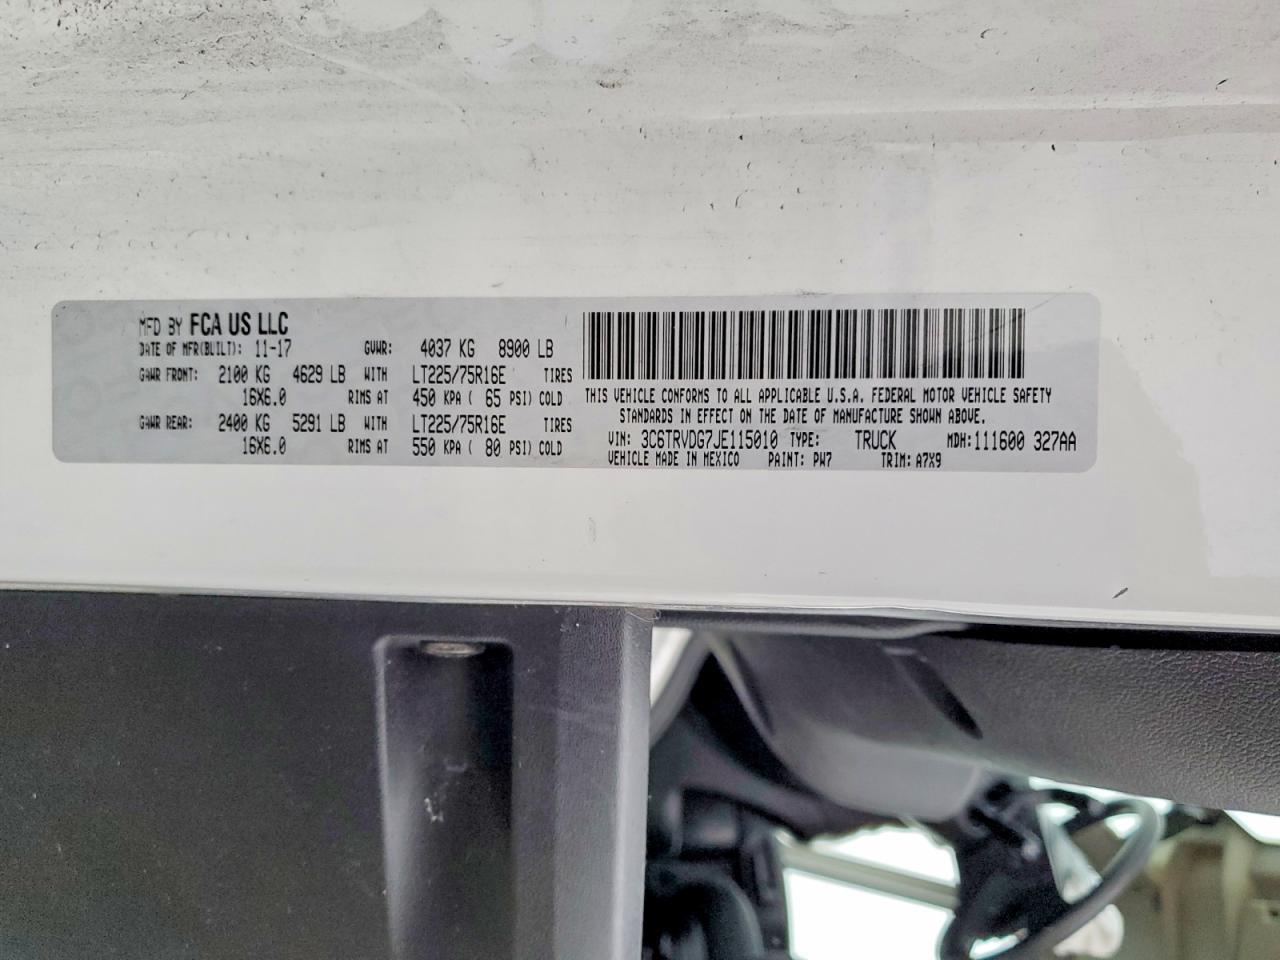 MFD BY FCA US LLC
DATE OF MFR(BUILT): 11-17 GVWR: 4037 KG 8900 LB
GAWR FRONT: 2100 KG 4629 LB WITH LT225/75R16E TIRES
16X6.0 RIMS AT 450 KPA ( 65 PSI) COLD
GAWR REAR: 2400 KG 5291 LB WITH LT225/75R16E TIRES
16X6.0 RIMS AT 550 KPA ( 80 PSI) COLD
THIS VEHICLE CONFORMS TO ALL APPLICABLE U.S.A. FEDERAL MOTOR VEHICLE SAFETY
STANDARDS IN EFFECT ON THE DATE OF MANUFACTURE SHOWN ABOVE.
VIN: 3C6TRVDG7JE115010 TYPE: TRUCK MDH:111600 327AA
VEHICLE MADE IN MEXICO PAINT: PW7 TRIM: A7X9